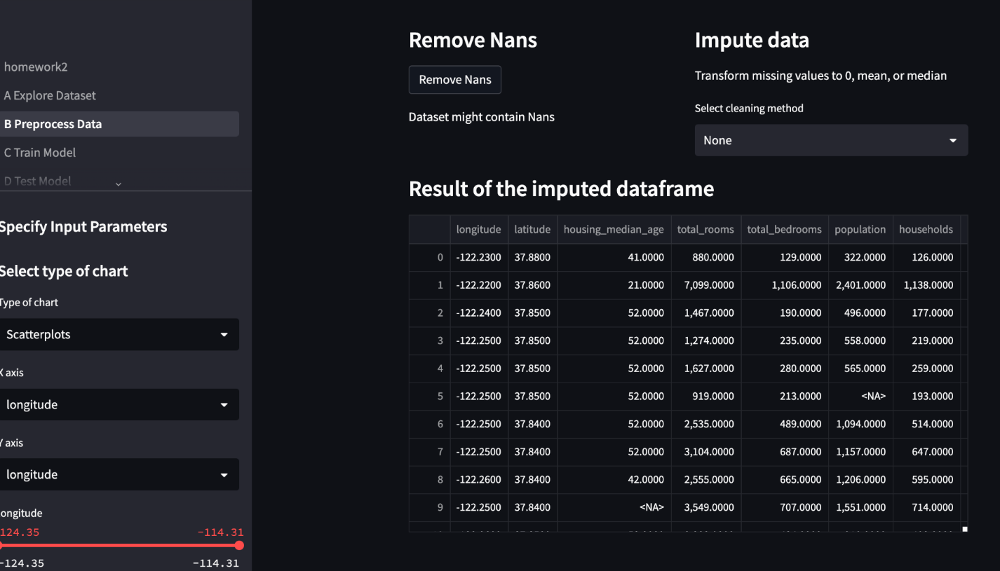 homework2
A Explore Dataset
B Preprocess Data
C Train Model
D Test Model
Specify Input Parameters
Select type of chart
Type of chart
Scatterplots
X axis
longitude
Y axis
longitude
ongitude
124.35 -114.31
-124.35 -114.31
Remove Nans
Remove Nans
Dataset might contain Nans
Impute data
Transform missing values to 0, mean, or median
Select cleaning method
None
Result of the imputed dataframe
longitude latitude housing_median_age total_rooms total_bedrooms population households
0 -122.2300 37.8800 41.0000 880.0000 129.0000 322.0000 126.0000
1 -122.2200 37.8600 21.0000 7,099.0000 1,106.0000 2,401.0000 1,138.0000
2 -122.2400 37.8500 52.0000 1,467.0000 190.0000 496.0000 177.0000
3 -122.2500 37.8500 52.0000 1,274.0000 235.0000 558.0000 219.0000
4 -122.2500 37.8500 52.0000 1,627.0000 280.0000 565.0000 259.0000
5 -122.2500 37.8500 52.0000 919.0000 213.0000 <NA> 193.0000
6 -122.2500 37.8400 52.0000 2,535.0000 489.0000 1,094.0000 514.0000
7 -122.2500 37.8400 52.0000 3,104.0000 687.0000 1,157.0000 647.0000
8 -122.2600 37.8400 42.0000 2,555.0000 665.0000 1,206.0000 595.0000
9 -122.2500 37.8400 <NA> 3,549.0000 707.0000 1,551.0000 714.0000